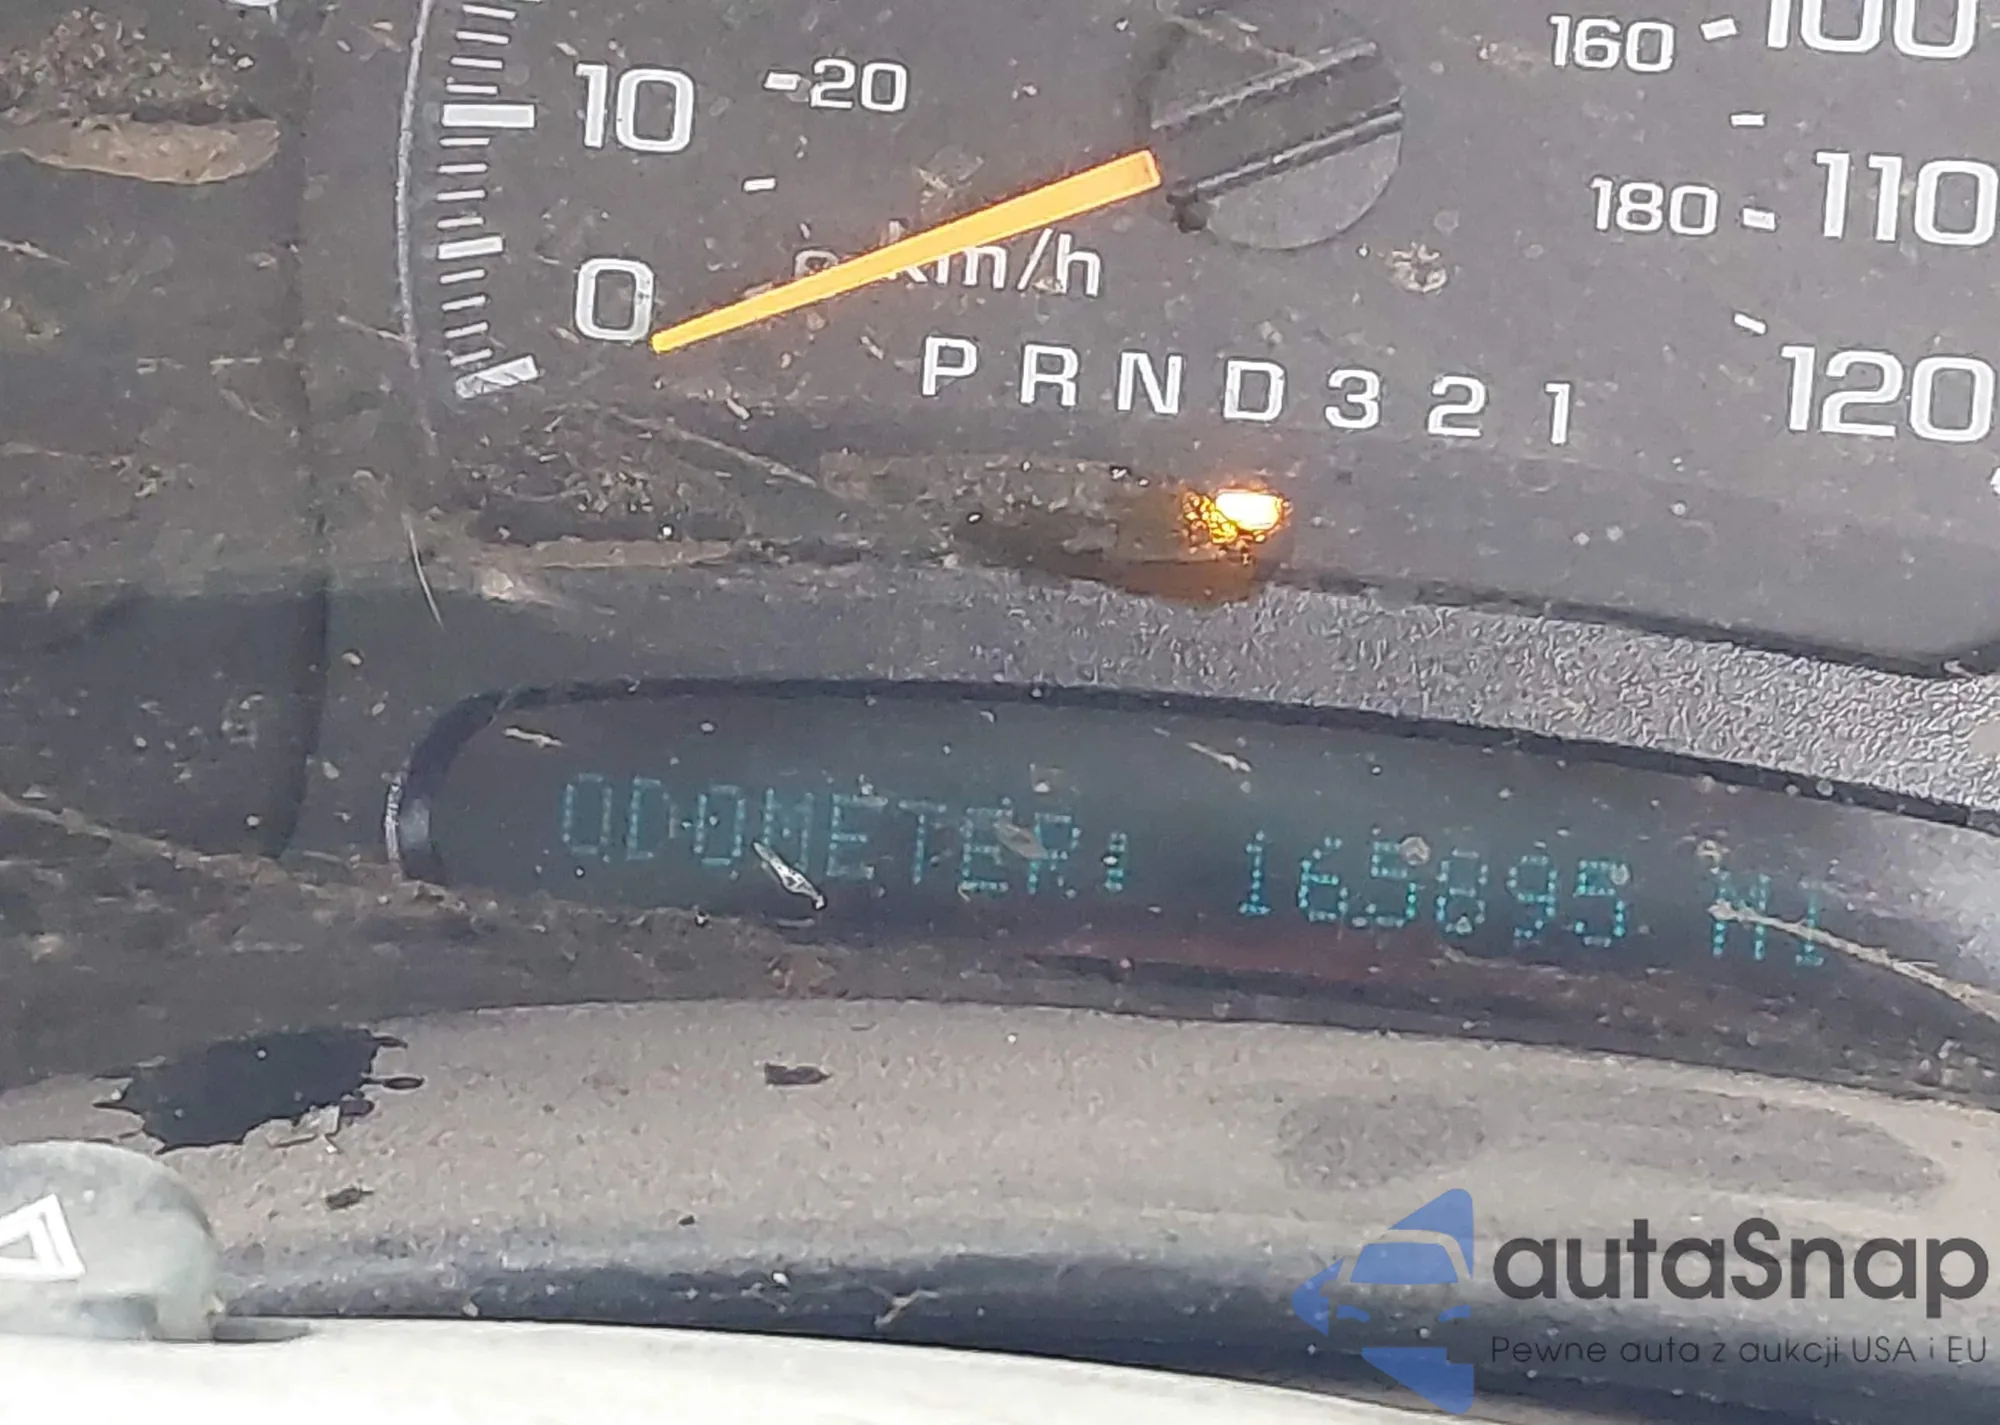 160 100
10 20
180 110
0 km/h
P R N D 3 2 1
120
ODOMETER: 165895 MI
autaSnap
Pewne auta z aukcji USA i EU